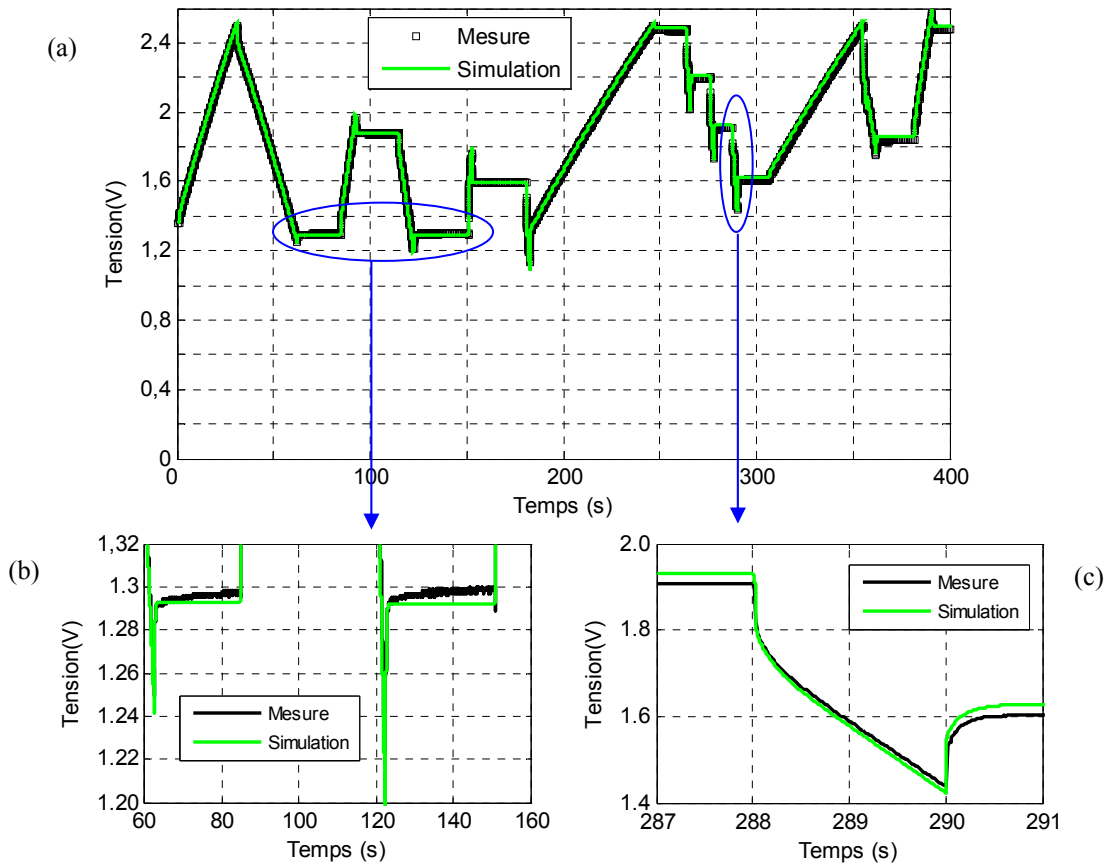 (a)
Tension(V)
2,4
2
1.6
1.2
0,8
0,4
0
0
100
200
300
400
Temps (s)
Mesure
Simulation
(b)
Tension(V)
1,32
1.3
1.28
1.26
1.24
1.22
1.20
60
80
100
120
140
160
Temps (s)
Mesure
Simulation
(c)
Tension(V)
2.0
1.8
1.6
1.4
287
288
289
290
291
Temps (s)
Mesure
Simulation